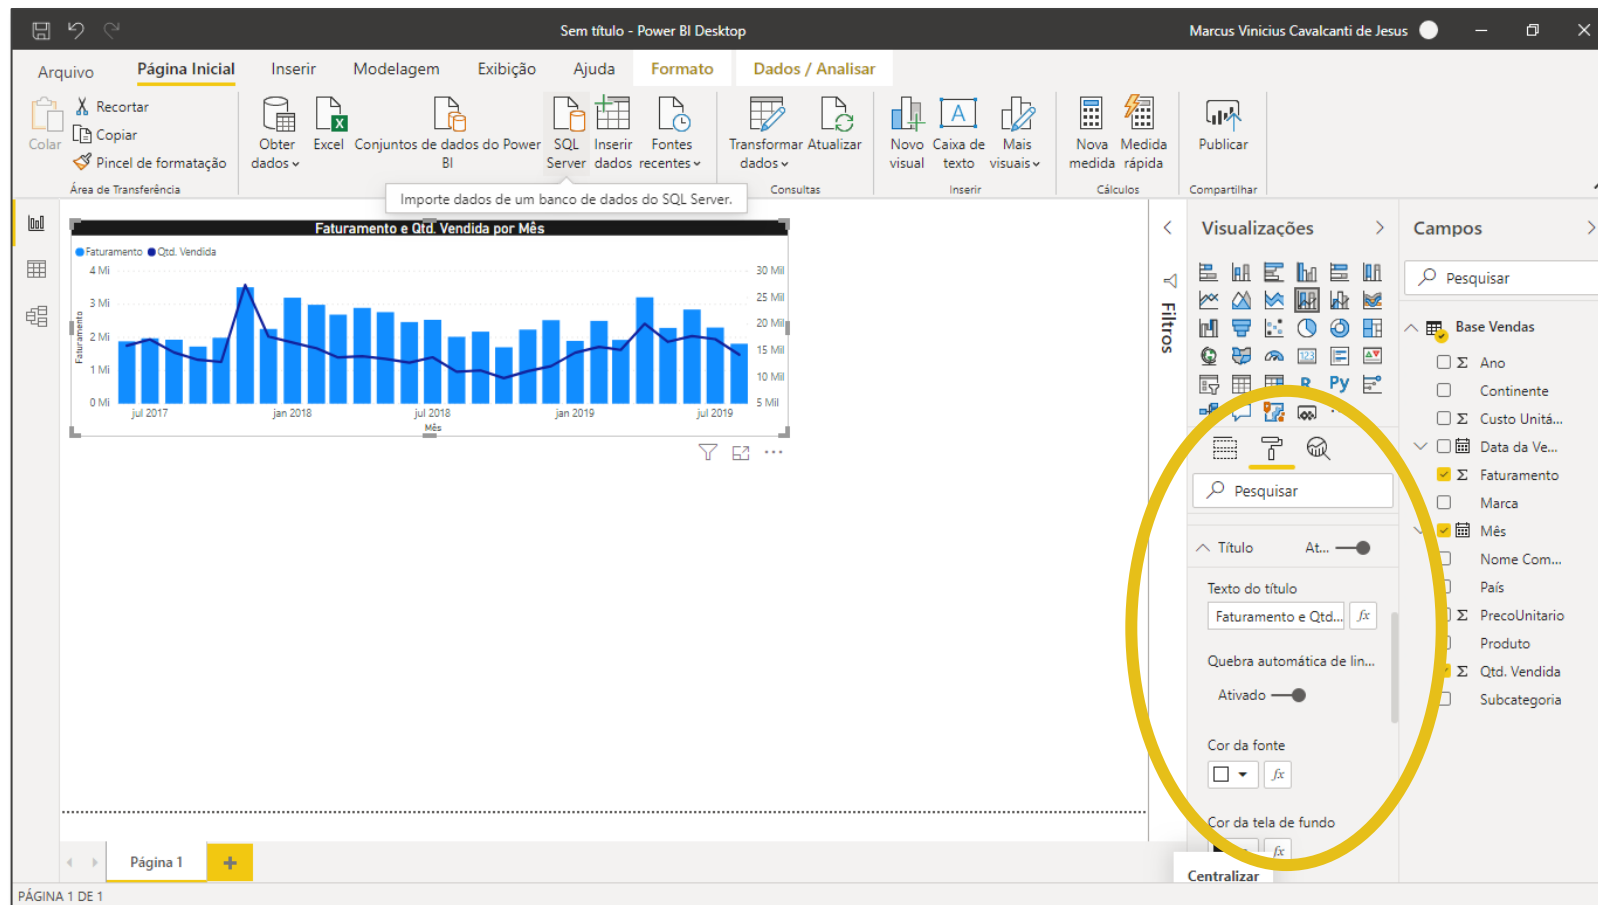 Sem título - Power BI Desktop
Marcus Vinicius Cavalcanti de Jesus
Arquivo
Página Inicial
Inserir
Modelagem
Exibição
Ajuda
Formato
Dados / Analisar
Colar
Recortar
Copiar
Pincel de formatação
Área de Transferência
Obter
dados
Excel
Conjuntos de dados do Power
BI
SQL
Server
Inserir
dados
Fontes
recentes
Transformar
dados
Atualizar
Consultas
Novo
visual
Caixa de
texto
Mais
visuais
Inserir
Nova
medida
Medida
rápida
Cálculos
Publicar
Compartilhar
Importe dados de um banco de dados do SQL Server.
Faturamento e Qtd. Vendida por Mês
Faturamento
Qtd. Vendida
4 Mi
3 Mi
2 Mi
1 Mi
0 Mi
Faturamento
30 Mil
25 Mil
20 Mil
15 Mil
10 Mil
5 Mil
jul 2017
jan 2018
jul 2018
jan 2019
jul 2019
Mês
Filtros
Visualizações
123
R
Py
Pesquisar
Título
At...
Texto do título
Faturamento e Qtd...
fx
Quebra automática de lin...
Ativado
Cor da fonte
fx
Cor da tela de fundo
fx
Centralizar
Campos
Pesquisar
Base Vendas
Σ Ano
Continente
Σ Custo Unitá...
Data da Ve...
Σ Faturamento
Marca
Mês
Nome Com...
País
Σ PrecoUnitario
Produto
Σ Qtd. Vendida
Subcategoria
Página 1
PÁGINA 1 DE 1